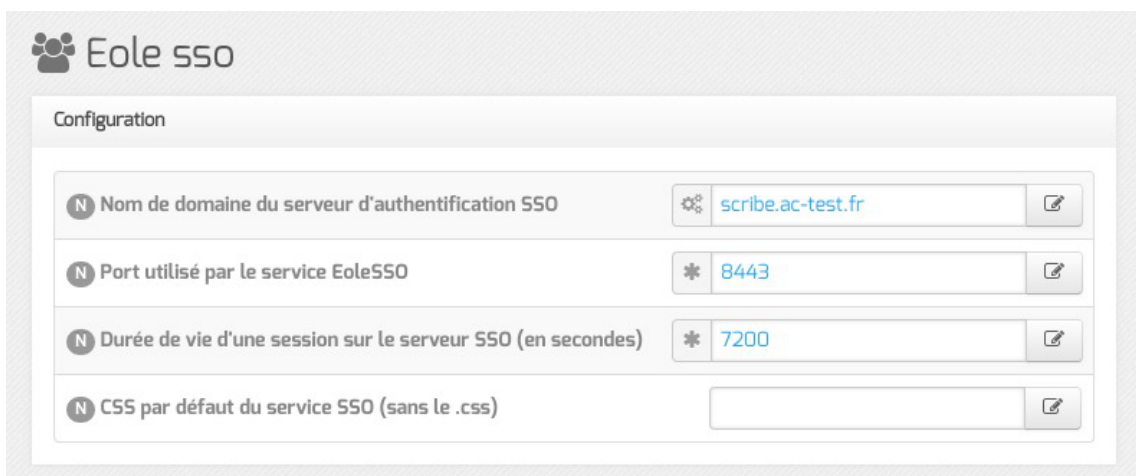 Eole sso
Configuration
N Nom de domaine du serveur d'authentification SSO scribe.ac-test.fr
N Port utilisé par le service EoleSSO * 8443
N Durée de vie d'une session sur le serveur SSO (en secondes) * 7200
N CSS par défaut du service SSO (sans le .css)